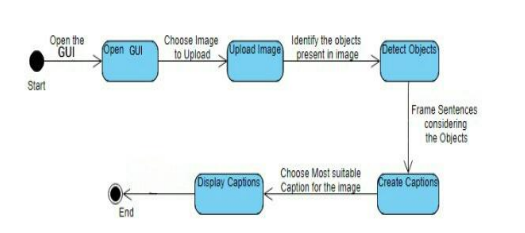 Open the
GUI
Start
Open GUI
Choose Image
to Upload
Upload Image
Identify the objects
present in image
Detect Objects
Frame Sentences
considering
the Objects
Create Captions
Choose Most suitable
Caption for the image
Display Captions
End